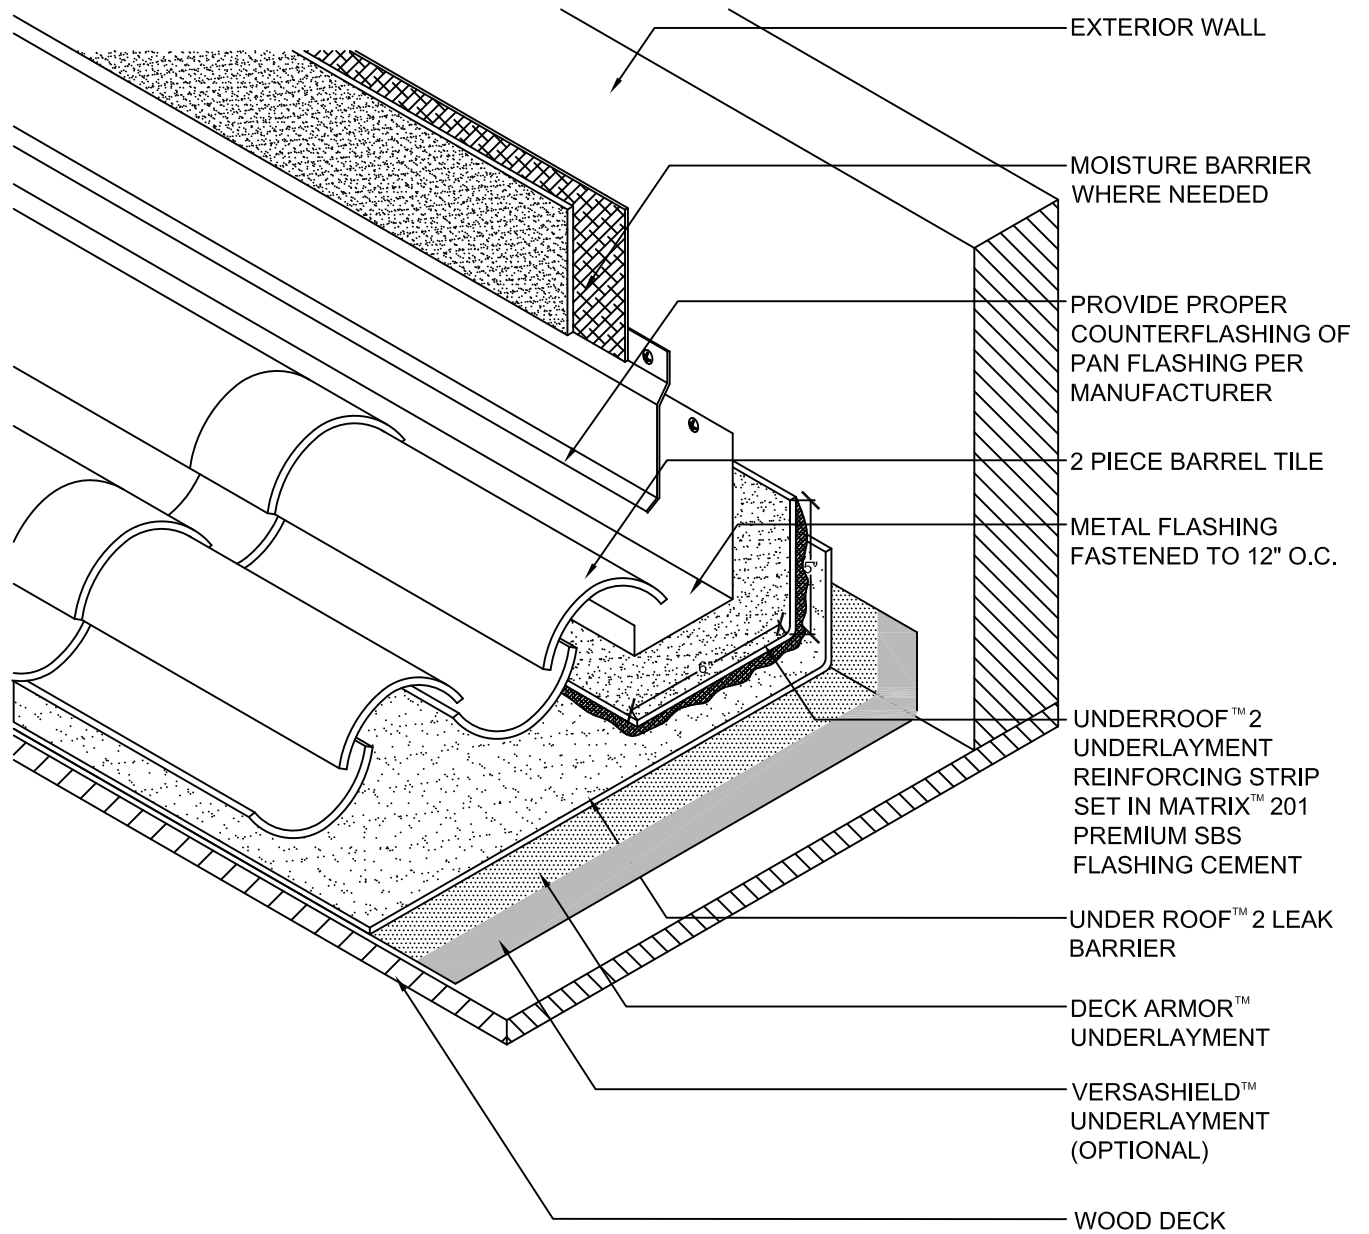 EXTERIOR WALL
MOISTURE BARRIER
WHERE NEEDED
PROVIDE PROPER
COUNTERFLASHING OF
PAN FLASHING PER
MANUFACTURER
2 PIECE BARREL TILE
METAL FLASHING
FASTENED TO 12" O.C.
5"
6"
UNDERROOF™ 2
UNDERLAYMENT
REINFORCING STRIP
SET IN MATRIX™ 201
PREMIUM SBS
FLASHING CEMENT
UNDER ROOF™ 2 LEAK
BARRIER
DECK ARMOR™
UNDERLAYMENT
VERSASHIELD™
UNDERLAYMENT
(OPTIONAL)
WOOD DECK